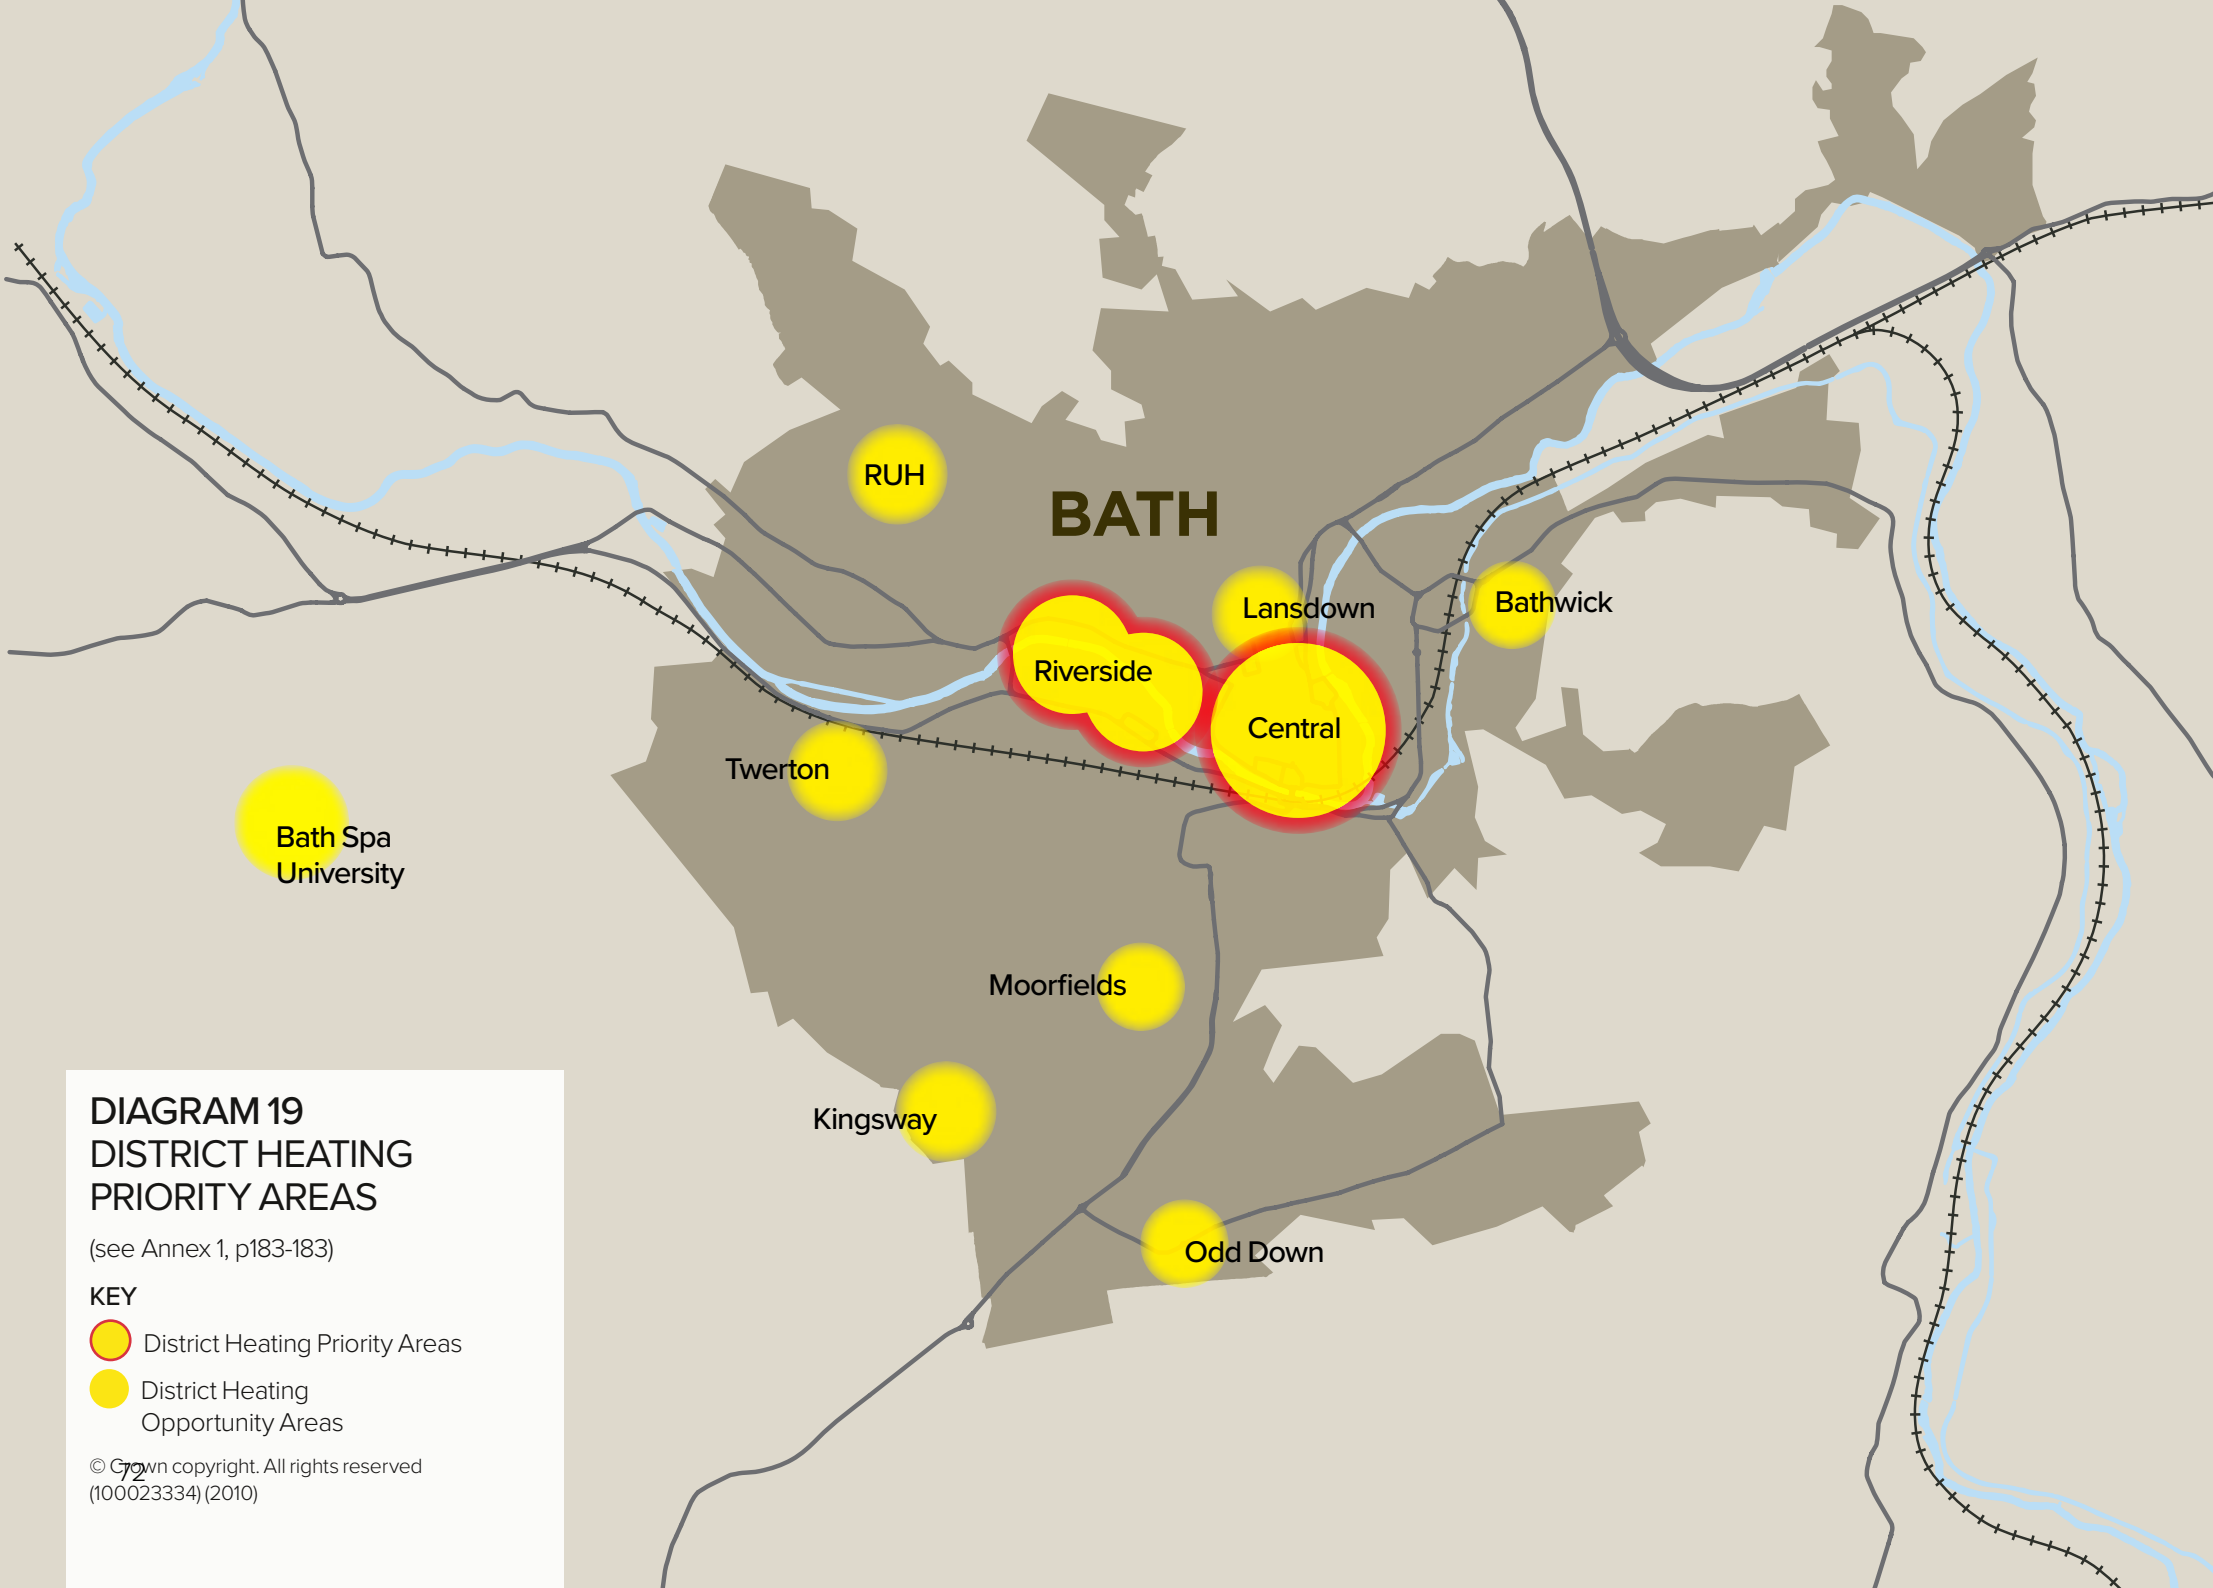 RUH
BATH
Lansdown
Bathwick
Riverside
Central
Twerton
Bath Spa
University
Moorfields
Kingsway
Odd Down
DIAGRAM 19
DISTRICT HEATING
PRIORITY AREAS
(see Annex 1, p183-183)
KEY
District Heating Priority Areas
District Heating
Opportunity Areas
© Crown copyright. All rights reserved
72
(100023334) (2010)